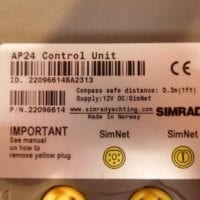 AP24 Control Unit
ID. 22096614BA2313
Compass safe distance: 0.3m(1ft)
Supply:12V DC/SimNet
P/N.22096614
www.simradyachting.com
Made in Norway
SIMRAD
IMPORTANT
See manual
on how to
remove yellow plug
SimNet
SimNet